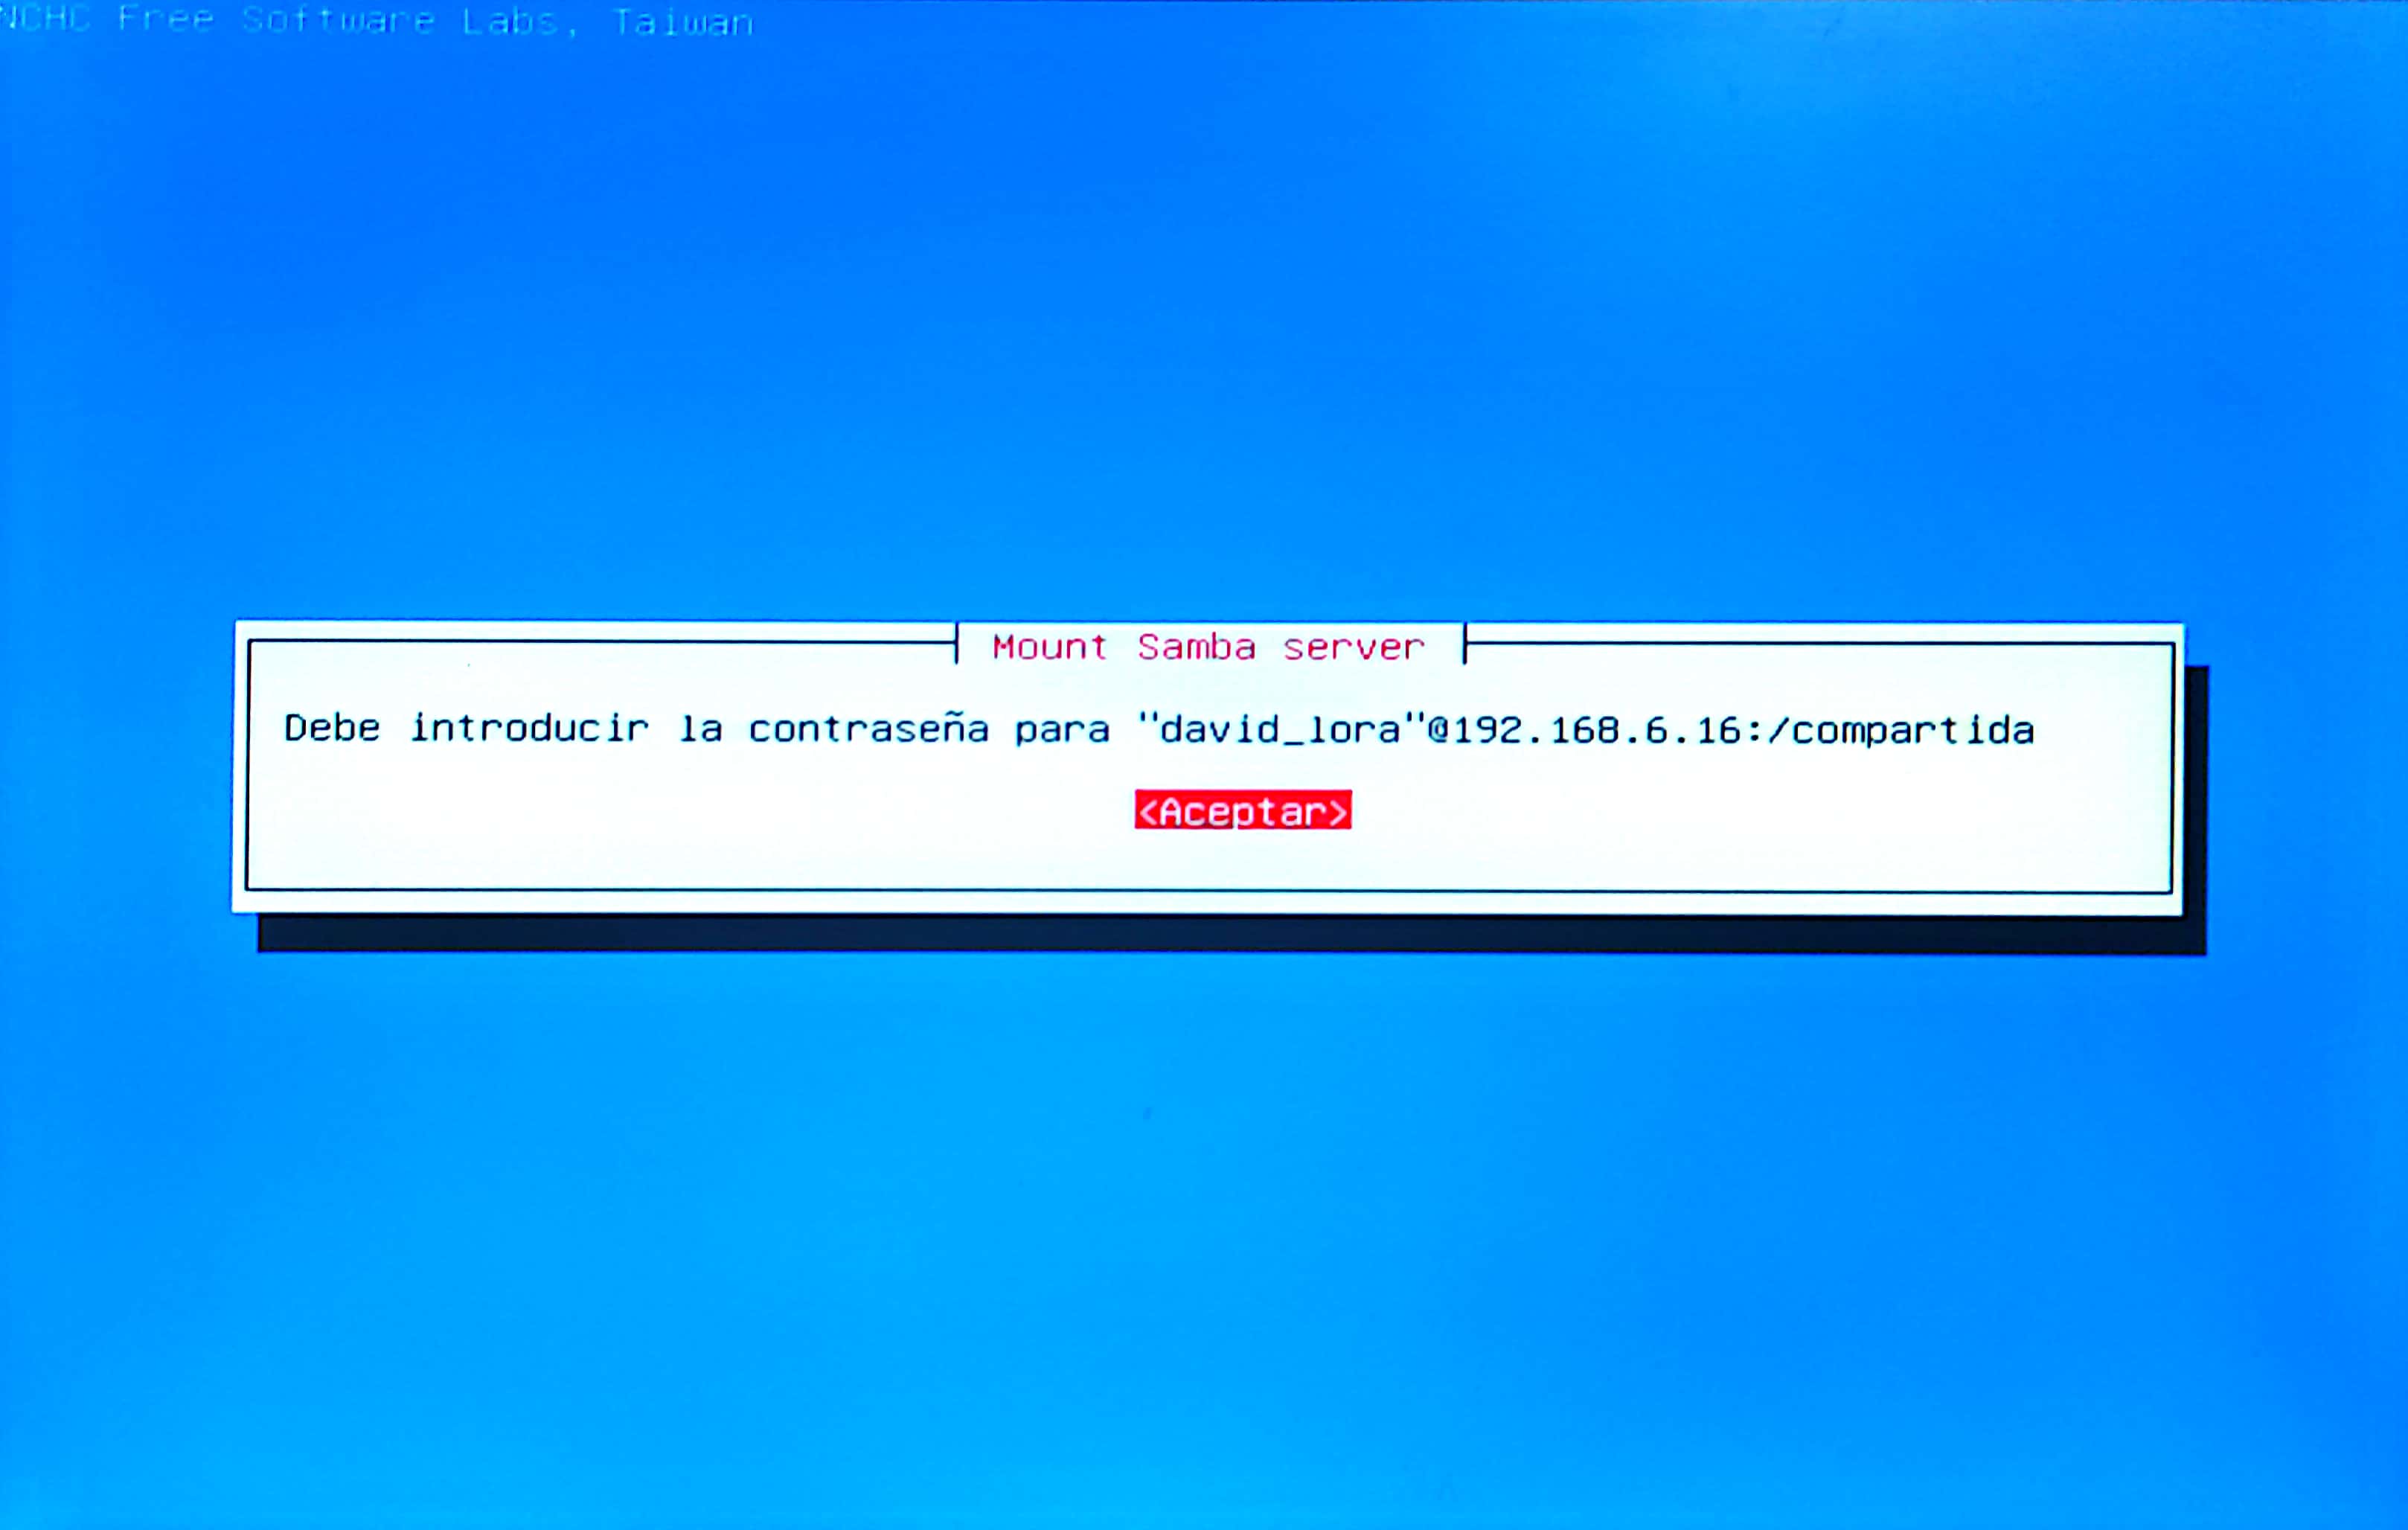 NCHC Free Software Labs, Taiwan
Mount Samba server
Debe introducir la contraseña para "david_lora"@192.168.6.16:/compartida
<Aceptar>